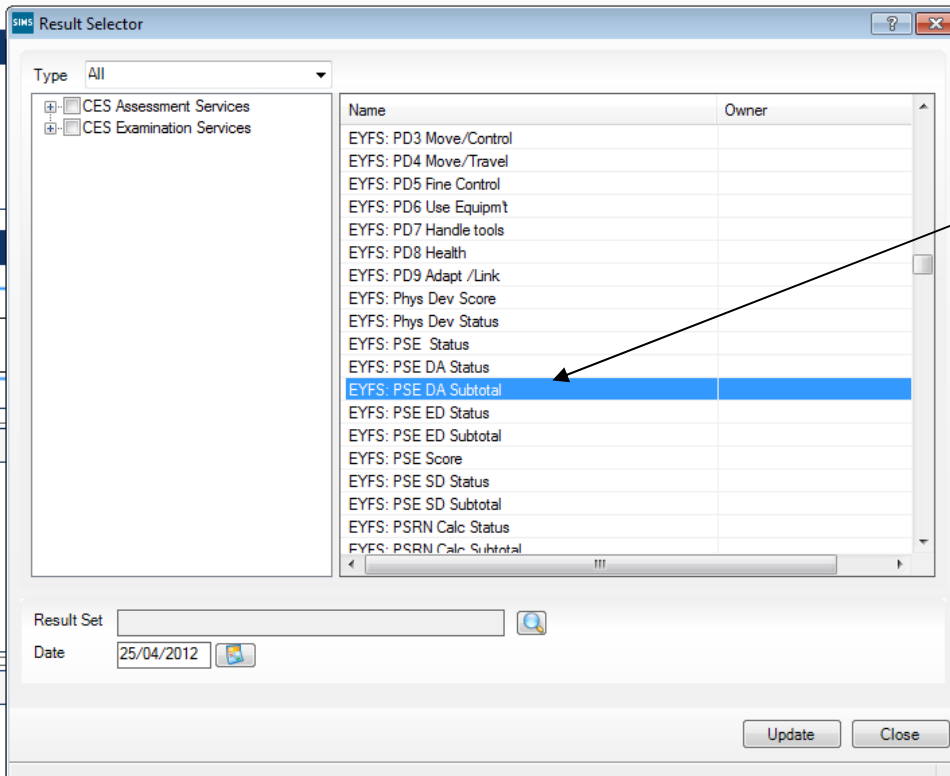 SIMS Result Selector
Type All
CES Assessment Services
CES Examination Services
Name Owner
EYFS: PD3 Move/Control
EYFS: PD4 Move/Travel
EYFS: PD5 Fine Control
EYFS: PD6 Use Equipm't
EYFS: PD7 Handle tools
EYFS: PD8 Health
EYFS: PD9 Adapt /Link
EYFS: Phys Dev Score
EYFS: Phys Dev Status
EYFS: PSE Status
EYFS: PSE DA Status
EYFS: PSE DA Subtotal
EYFS: PSE ED Status
EYFS: PSE ED Subtotal
EYFS: PSE Score
EYFS: PSE SD Status
EYFS: PSE SD Subtotal
EYFS: PSRN Calc Status
EYFS: PSRN Calc Subtotal
Result Set
Date 25/04/2012
Update Close